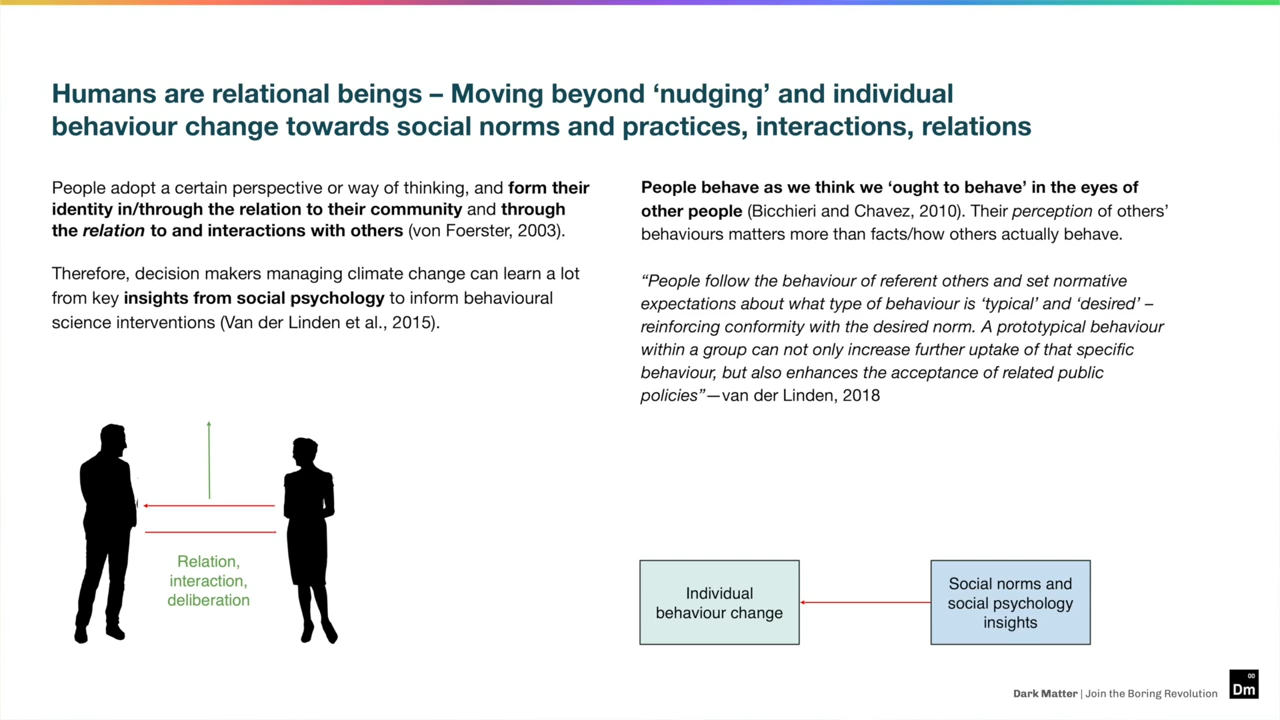 Humans are relational beings – Moving beyond ‘nudging’ and individual
behaviour change towards social norms and practices, interactions, relations
People adopt a certain perspective or way of thinking, and form their
identity in/through the relation to their community and through
the relation to and interactions with others (von Foerster, 2003).
Therefore, decision makers managing climate change can learn a lot
from key insights from social psychology to inform behavioural
science interventions (Van der Linden et al., 2015).
Relation,
interaction,
deliberation
People behave as we think we ‘ought to behave’ in the eyes of
other people (Bicchieri and Chavez, 2010). Their perception of others’
behaviours matters more than facts/how others actually behave.
“People follow the behaviour of referent others and set normative
expectations about what type of behaviour is ‘typical’ and ‘desired’ –
reinforcing conformity with the desired norm. A prototypical behaviour
within a group can not only increase further uptake of that specific
behaviour, but also enhances the acceptance of related public
policies”—van der Linden, 2018
Individual
behaviour change
Social norms and
social psychology
insights
Dark Matter | Join the Boring Revolution
00
Dm